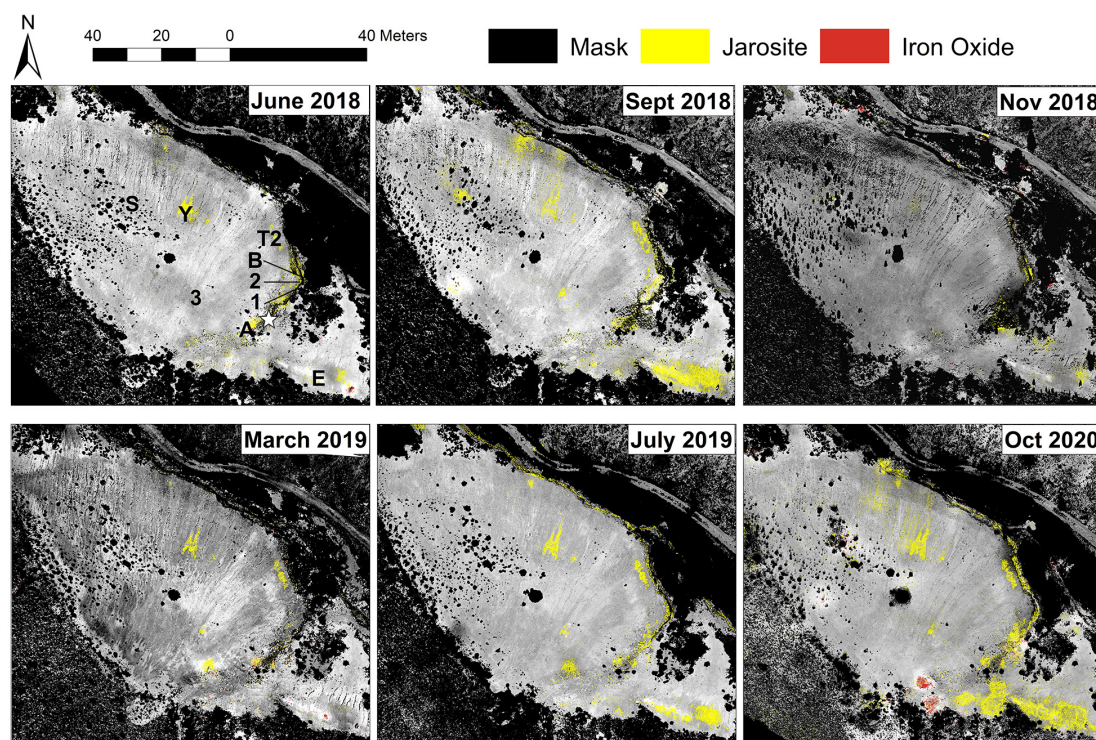 N
40 20 0 40 Meters
Mask Jarosite Iron Oxide
June 2018
Sept 2018
Nov 2018
S
Y
T2
B
2
3
1
A
E
March 2019
July 2019
Oct 2020